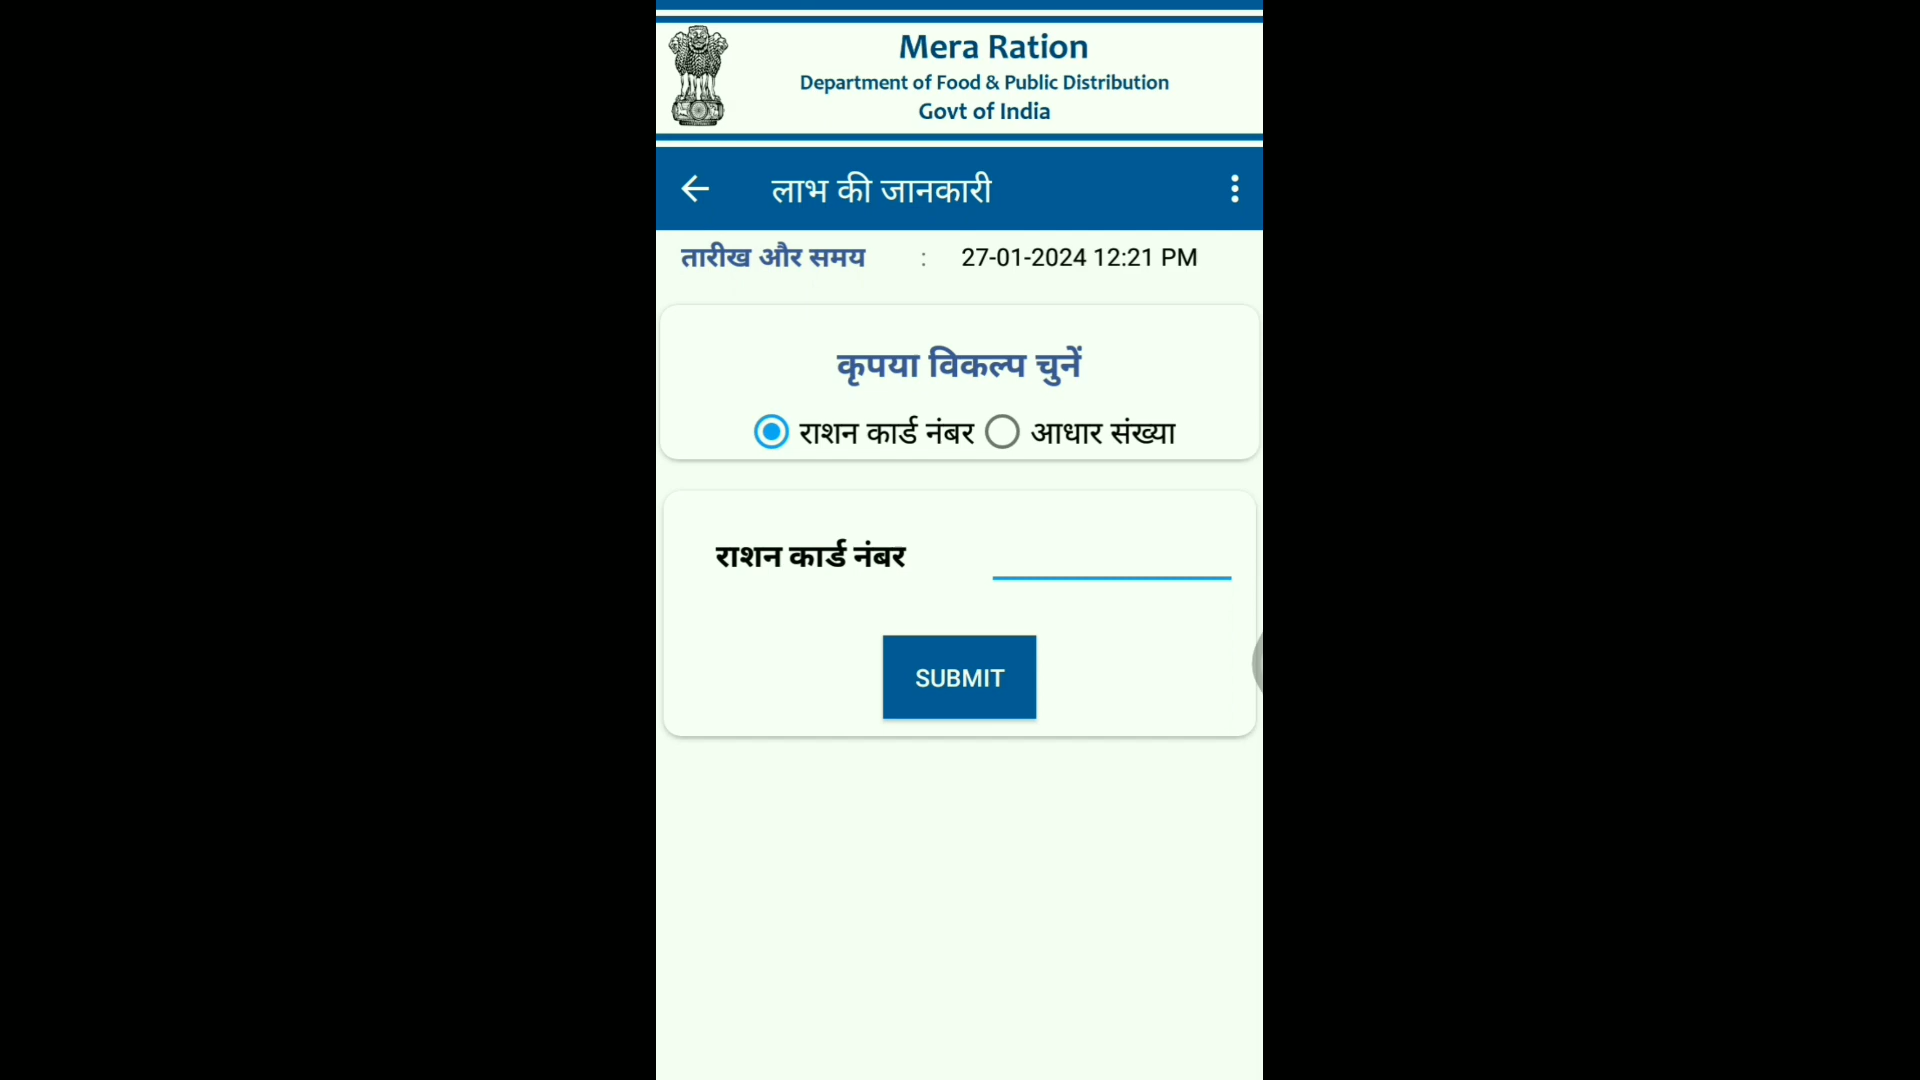 Mera Ration
Department of Food & Public Distribution
Govt of India
लाभ की जानकारी
तारीख और समय : 27-01-2024 12:21 PM
कृपया विकल्प चुनें
राशन कार्ड नंबर आधार संख्या
राशन कार्ड नंबर
SUBMIT